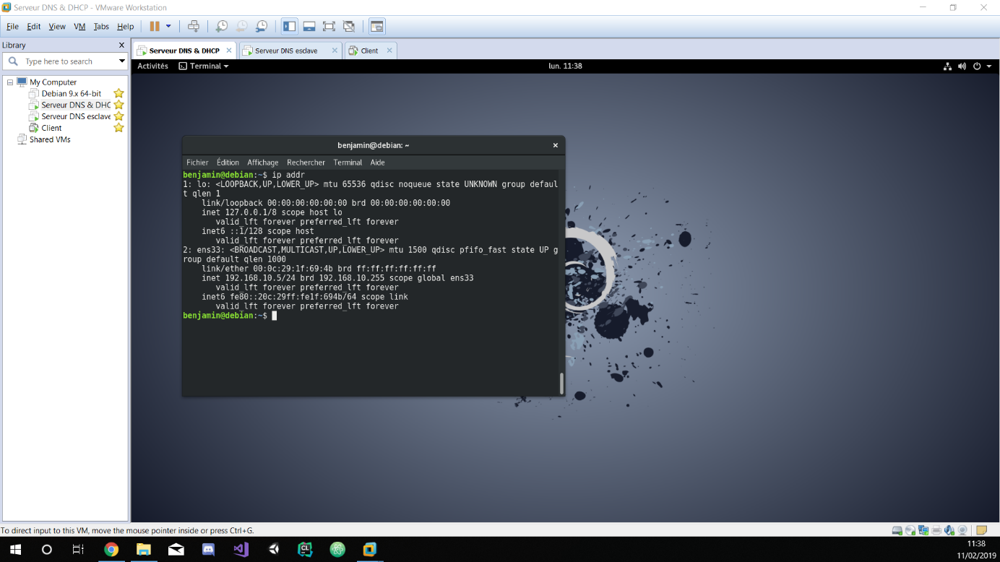 Serveur DNS & DHCP - VMware Workstation
File Edit View VM Tabs Help
Library
Type here to search
My Computer
Debian 9.x 64-bit
Serveur DNS & DHC
Serveur DNS esclave
Client
Shared VMs
Serveur DNS & DHCP
Serveur DNS esclave
Client
Activités Terminal lun. 11:38
benjamin@debian: ~
Fichier Édition Affichage Rechercher Terminal Aide
benjamin@debian:~$ ip addr
1: lo: <LOOPBACK,UP,LOWER_UP> mtu 65536 qdisc noqueue state UNKNOWN group defaul
t qlen 1
    link/loopback 00:00:00:00:00:00 brd 00:00:00:00:00:00
    inet 127.0.0.1/8 scope host lo
       valid_lft forever preferred_lft forever
    inet6 ::1/128 scope host
       valid_lft forever preferred_lft forever
2: ens33: <BROADCAST,MULTICAST,UP,LOWER_UP> mtu 1500 qdisc pfifo_fast state UP g
roup default qlen 1000
    link/ether 00:0c:29:1f:69:4b brd ff:ff:ff:ff:ff:ff
    inet 192.168.10.5/24 brd 192.168.10.255 scope global ens33
       valid_lft forever preferred_lft forever
    inet6 fe80::20c:29ff:fe1f:694b/64 scope link
       valid_lft forever preferred_lft forever
benjamin@debian:~$
To direct input to this VM, move the mouse pointer inside or press Ctrl+G.
CL
11:38
11/02/2019